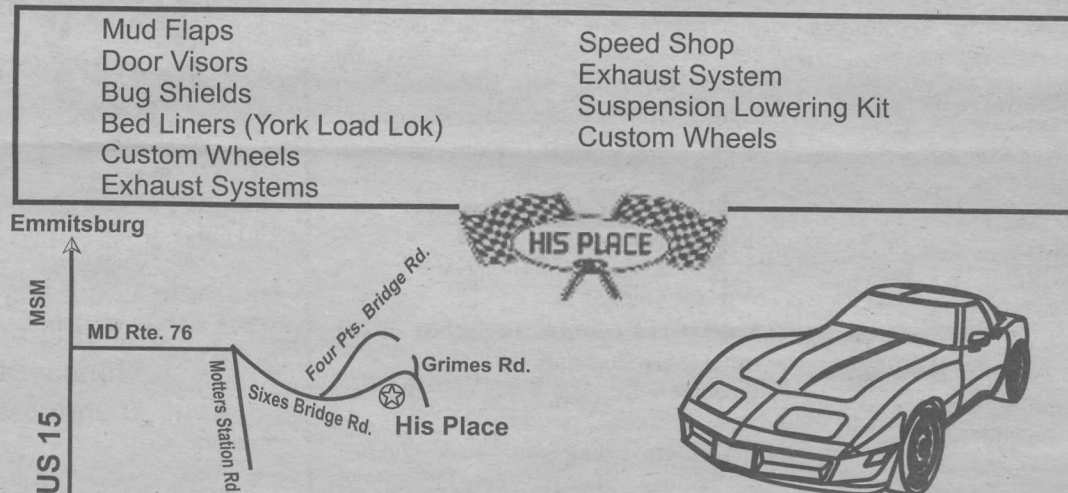 Mud Flaps
Door Visors
Bug Shields
Bed Liners (York Load Lok)
Custom Wheels
Exhaust Systems
Speed Shop
Exhaust System
Suspension Lowering Kit
Custom Wheels
HIS PLACE
Emmitsburg
MSM
MD Rte. 76
Four Pts. Bridge Rd.
Grimes Rd.
Motters Station Rd
Sixes Bridge Rd.
His Place
US 15